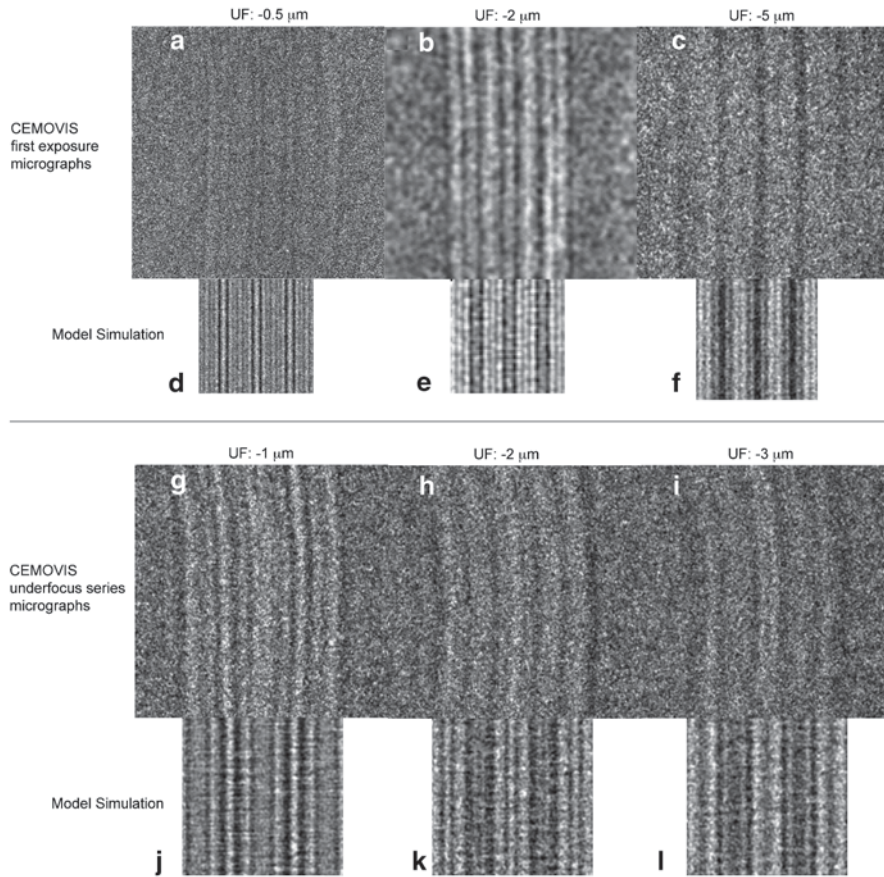 UF: -0.5 μm UF: -2 μm UF: -5 μm
a b c
CEMOVIS
first exposure
micrographs
Model Simulation
d e f
UF: -1 μm UF: -2 μm UF: -3 μm
g h i
CEMOVIS
underfocus series
micrographs
Model Simulation
j k l